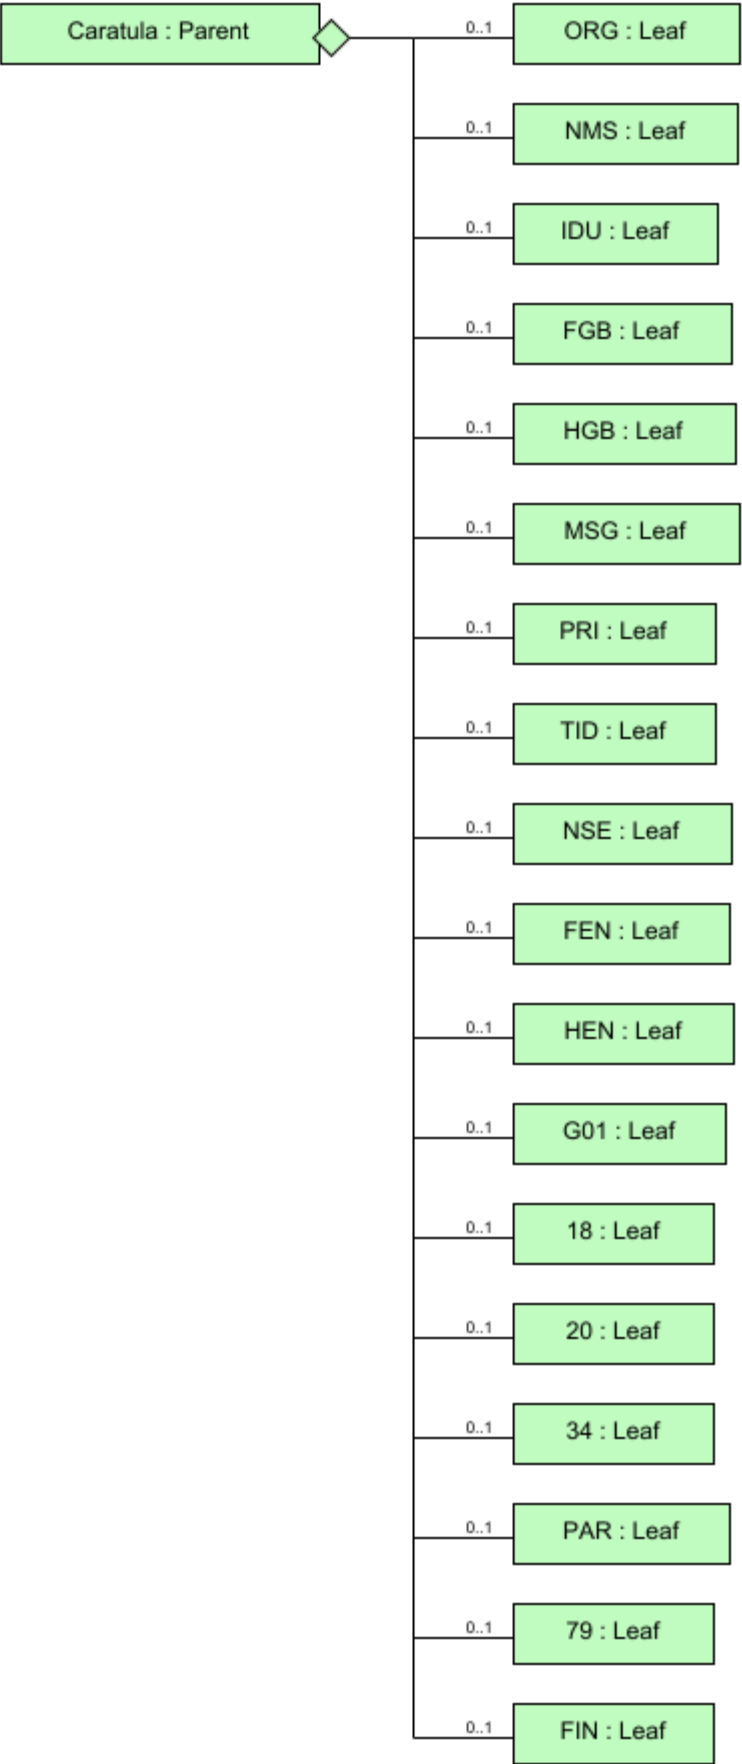 Caratula : Parent
0..1
ORG : Leaf
0..1
NMS : Leaf
0..1
IDU : Leaf
0..1
FGB : Leaf
0..1
HGB : Leaf
0..1
MSG : Leaf
0..1
PRI : Leaf
0..1
TID : Leaf
0..1
NSE : Leaf
0..1
FEN : Leaf
0..1
HEN : Leaf
0..1
G01 : Leaf
0..1
18 : Leaf
0..1
20 : Leaf
0..1
34 : Leaf
0..1
PAR : Leaf
0..1
79 : Leaf
0..1
FIN : Leaf